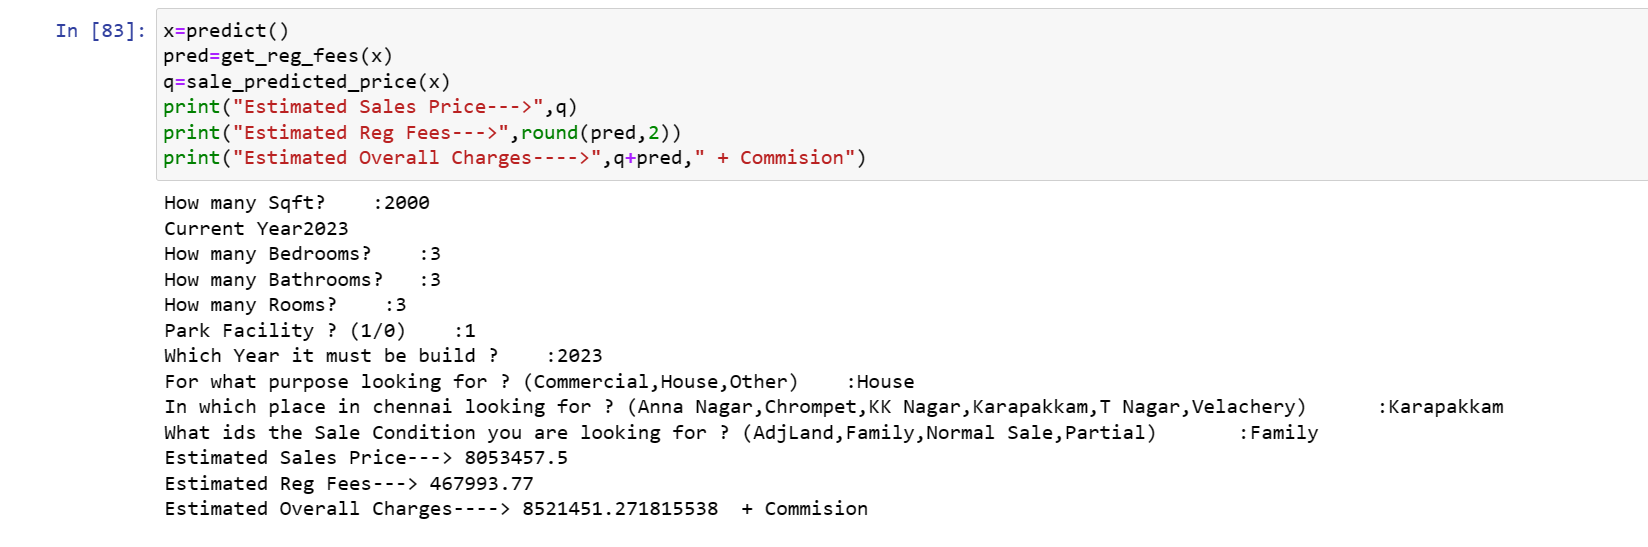 In [83]: x=predict()
pred=get_reg_fees(x)
q=sale_predicted_price(x)
print("Estimated Sales Price--->",q)
print("Estimated Reg Fees--->",round(pred,2))
print("Estimated Overall Charges---->",q+pred," + Commision")
How many Sqft?    :2000
Current Year2023
How many Bedrooms?    :3
How many Bathrooms?   :3
How many Rooms?    :3
Park Facility ? (1/0)    :1
Which Year it must be build ?    :2023
For what purpose looking for ? (Commercial,House,Other)    :House
In which place in chennai looking for ? (Anna Nagar,Chrompet,KK Nagar,Karapakkam,T Nagar,Velachery)      :Karapakkam
What ids the Sale Condition you are looking for ? (AdjLand,Family,Normal Sale,Partial)       :Family
Estimated Sales Price---> 8053457.5
Estimated Reg Fees---> 467993.77
Estimated Overall Charges----> 8521451.271815538  + Commision